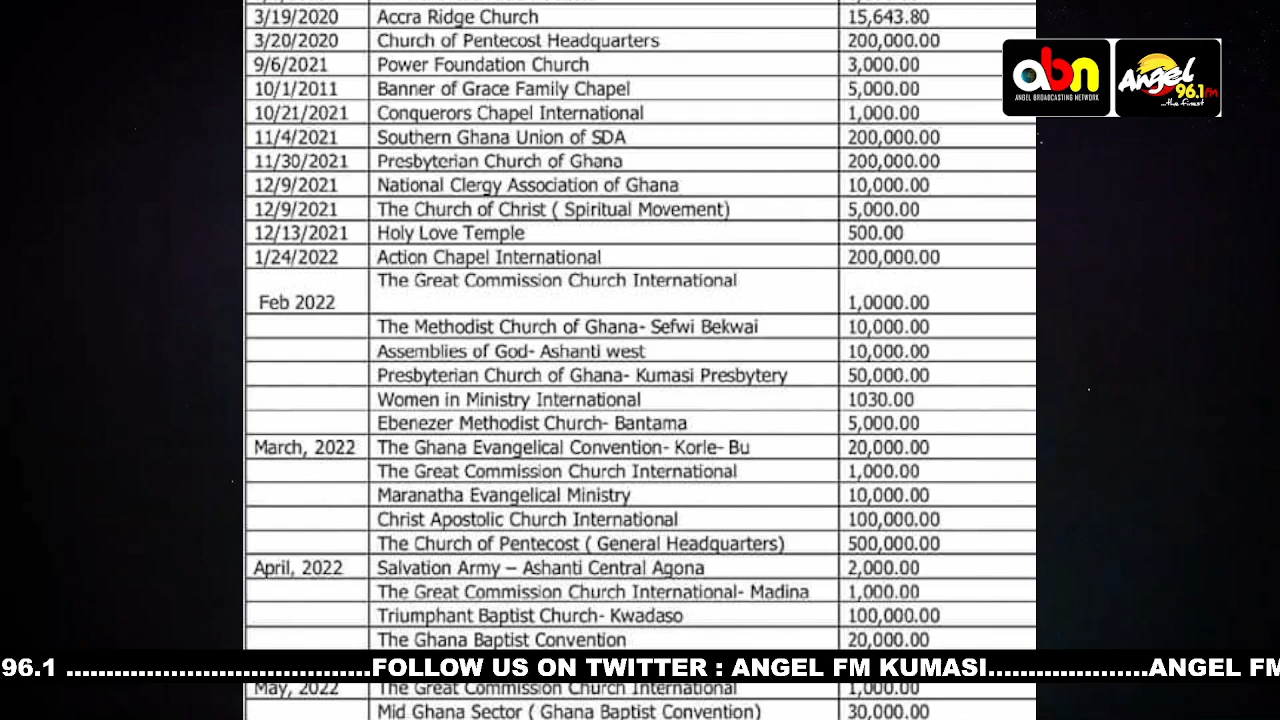 3/19/2020 Accra Ridge Church 15,643.80
3/20/2020 Church of Pentecost Headquarters 200,000.00
9/6/2021 Power Foundation Church 3,000.00
10/1/2011 Banner of Grace Family Chapel 5,000.00
10/21/2021 Conquerors Chapel International 1,000.00
11/4/2021 Southern Ghana Union of SDA 200,000.00
11/30/2021 Presbyterian Church of Ghana 200,000.00
12/9/2021 National Clergy Association of Ghana 10,000.00
12/9/2021 The Church of Christ ( Spiritual Movement) 5,000.00
12/13/2021 Holy Love Temple 500.00
1/24/2022 Action Chapel International 200,000.00
The Great Commission Church International
Feb 2022 1,0000.00
The Methodist Church of Ghana- Sefwi Bekwai 10,000.00
Assemblies of God- Ashanti west 10,000.00
Presbyterian Church of Ghana- Kumasi Presbytery 50,000.00
Women in Ministry International 1030.00
Ebenezer Methodist Church- Bantama 5,000.00
March, 2022 The Ghana Evangelical Convention- Korle- Bu 20,000.00
The Great Commission Church International 1,000.00
Maranatha Evangelical Ministry 10,000.00
Christ Apostolic Church International 100,000.00
The Church of Pentecost ( General Headquarters) 500,000.00
April, 2022 Salvation Army – Ashanti Central Agona 2,000.00
The Great Commission Church International- Madina 1,000.00
Triumphant Baptist Church- Kwadaso 100,000.00
The Ghana Baptist Convention 20,000.00
May, 2022 The Great Commission Church International 1,000.00
Mid Ghana Sector ( Ghana Baptist Convention) 30,000.00
abn
ANGEL BROADCASTING NETWORK
Angel
96.1 FM
...the finest
96.1 .......................................FOLLOW US ON TWITTER : ANGEL FM KUMASI....................ANGEL FM